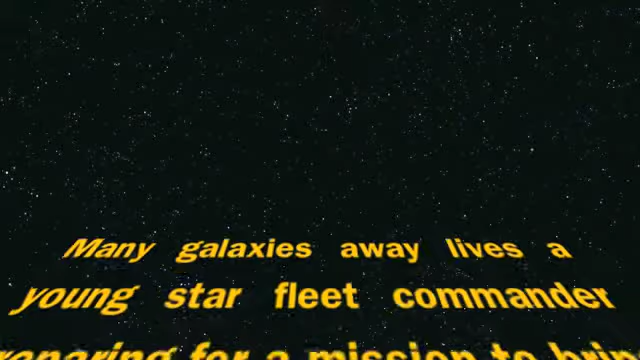 Many galaxies away lives a
young star fleet commander
for a mission to